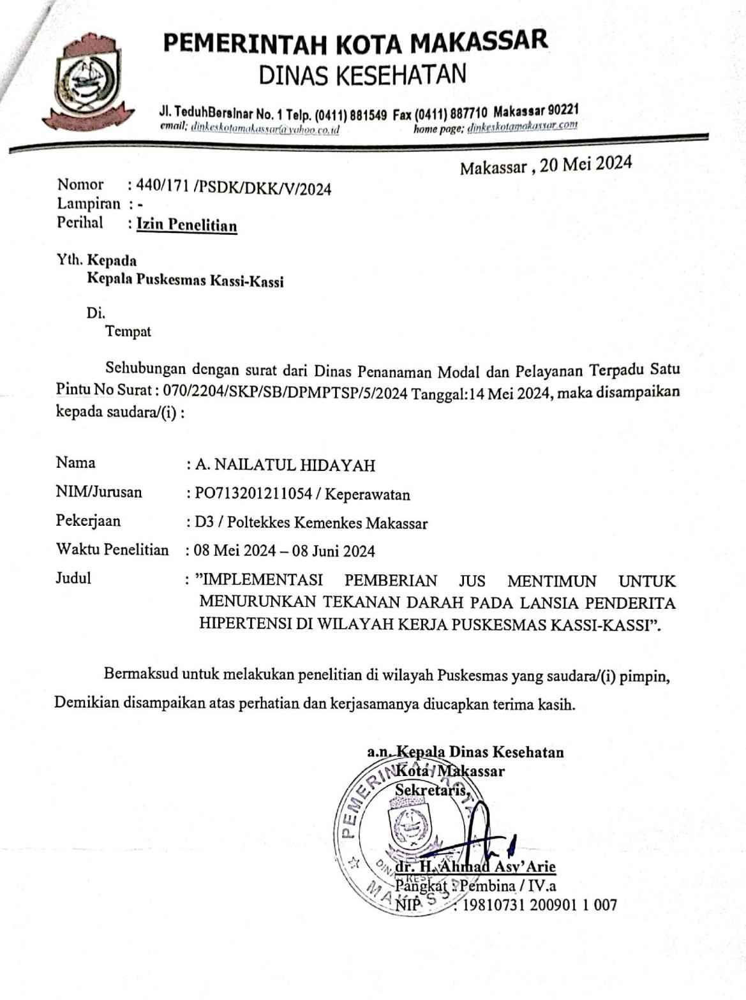 PEMERINTAH KOTA MAKASSAR
DINAS KESEHATAN
Jl. TeduhBersinar No. 1 Telp. (0411) 881549 Fax (0411) 887710 Makassar 90221
email; dinkeskotamakassar@yahoo.co.id home page; dinkeskotamakassar.com
Makassar , 20 Mei 2024
Nomor : 440/171 /PSDK/DKK/V/2024
Lampiran : -
Perihal : Izin Penelitian
Yth. Kepada
Kepala Puskesmas Kassi-Kassi
Di.
Tempat
Sehubungan dengan surat dari Dinas Penanaman Modal dan Pelayanan Terpadu Satu
Pintu No Surat : 070/2204/SKP/SB/DPMPTSP/5/2024 Tanggal:14 Mei 2024, maka disampaikan
kepada saudara/(i) :
Nama : A. NAILATUL HIDAYAH
NIM/Jurusan : PO713201211054 / Keperawatan
Pekerjaan : D3 / Poltekkes Kemenkes Makassar
Waktu Penelitian : 08 Mei 2024 – 08 Juni 2024
Judul : ”IMPLEMENTASI PEMBERIAN JUS MENTIMUN UNTUK
MENURUNKAN TEKANAN DARAH PADA LANSIA PENDERITA
HIPERTENSI DI WILAYAH KERJA PUSKESMAS KASSI-KASSI”.
Bermaksud untuk melakukan penelitian di wilayah Puskesmas yang saudara/(i) pimpin,
Demikian disampaikan atas perhatian dan kerjasamanya diucapkan terima kasih.
a.n. Kepala Dinas Kesehatan
Kota Makassar
Sekretaris,
PEMERINTAH KOTA
DINAS KESEHATAN
MAKASSAR
dr. H. Ahmad Asy’Arie
Pangkat : Pembina / IV.a
NIP : 19810731 200901 1 007